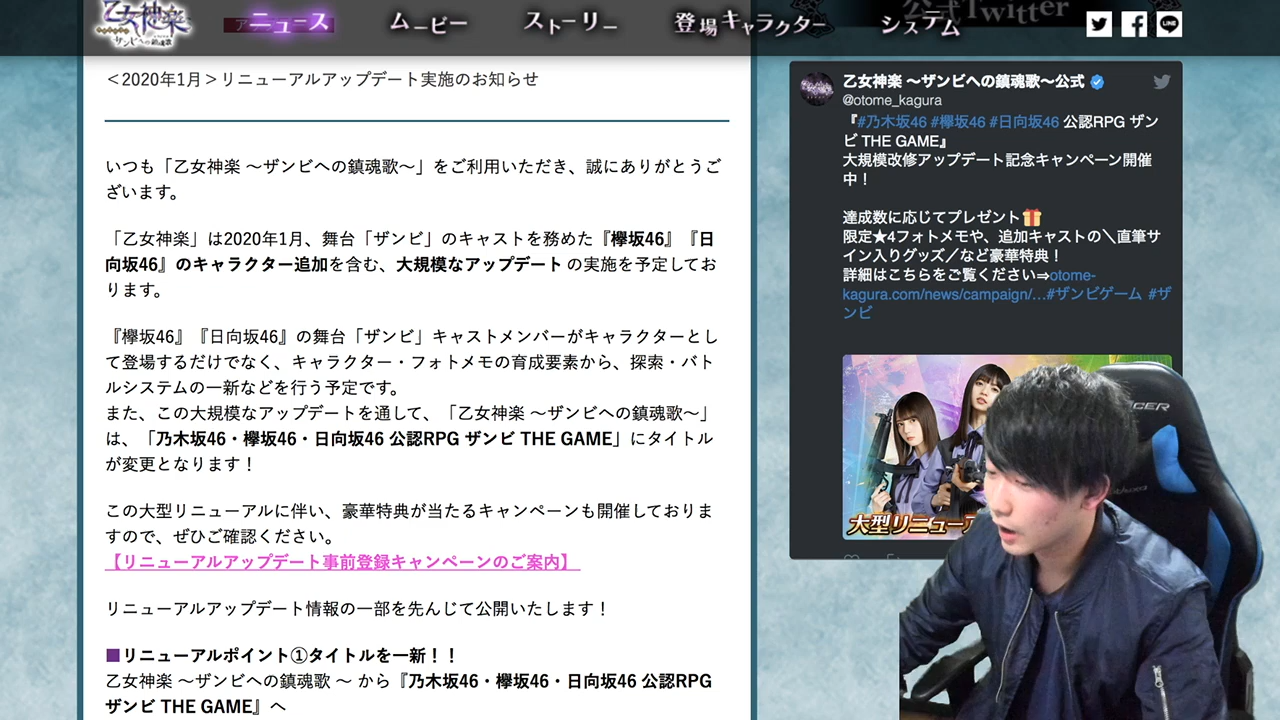 乙女神楽
ザンビへの鎮魂歌
ニュース
ムービー
ストーリー
登場キャラクター
システム
公式Twitter
＜2020年1月＞リニューアルアップデート実施のお知らせ
いつも「乙女神楽 ～ザンビへの鎮魂歌～」をご利用いただき、誠にありがとうご
ざいます。
「乙女神楽」は2020年1月、舞台「ザンビ」のキャストを務めた『欅坂46』『日
向坂46』のキャラクター追加を含む、大規模なアップデート の実施を予定してお
ります。
『欅坂46』『日向坂46』の舞台「ザンビ」キャストメンバーがキャラクターとし
て登場するだけでなく、キャラクター・フォトメモの育成要素から、探索・バト
ルシステムの一新などを行う予定です。
また、この大規模なアップデートを通して、「乙女神楽 ～ザンビへの鎮魂歌～」
は、「乃木坂46・欅坂46・日向坂46 公認RPG ザンビ THE GAME」にタイトル
が変更となります！
この大型リニューアルに伴い、豪華特典が当たるキャンペーンも開催しておりま
すので、ぜひご確認ください。
【リニューアルアップデート事前登録キャンペーンのご案内】
リニューアルアップデート情報の一部を先んじて公開いたします！
■リニューアルポイント①タイトルを一新！！
乙女神楽 ～ザンビへの鎮魂歌 ～ から『乃木坂46・欅坂46・日向坂46 公認RPG
ザンビ THE GAME』へ
乙女神楽 ～ザンビへの鎮魂歌～公式
@otome_kagura
『#乃木坂46 #欅坂46 #日向坂46 公認RPG ザン
ビ THE GAME』
大規模改修アップデート記念キャンペーン開催
中！
達成数に応じてプレゼント🎁
限定★4フォトメモや、追加キャストの＼直筆サ
イン入りグッズ／など豪華特典！
詳細はこちらをご覧ください⇒otome-
kagura.com/news/campaign/…#ザンビゲーム #ザ
ンビ
大型リニューア